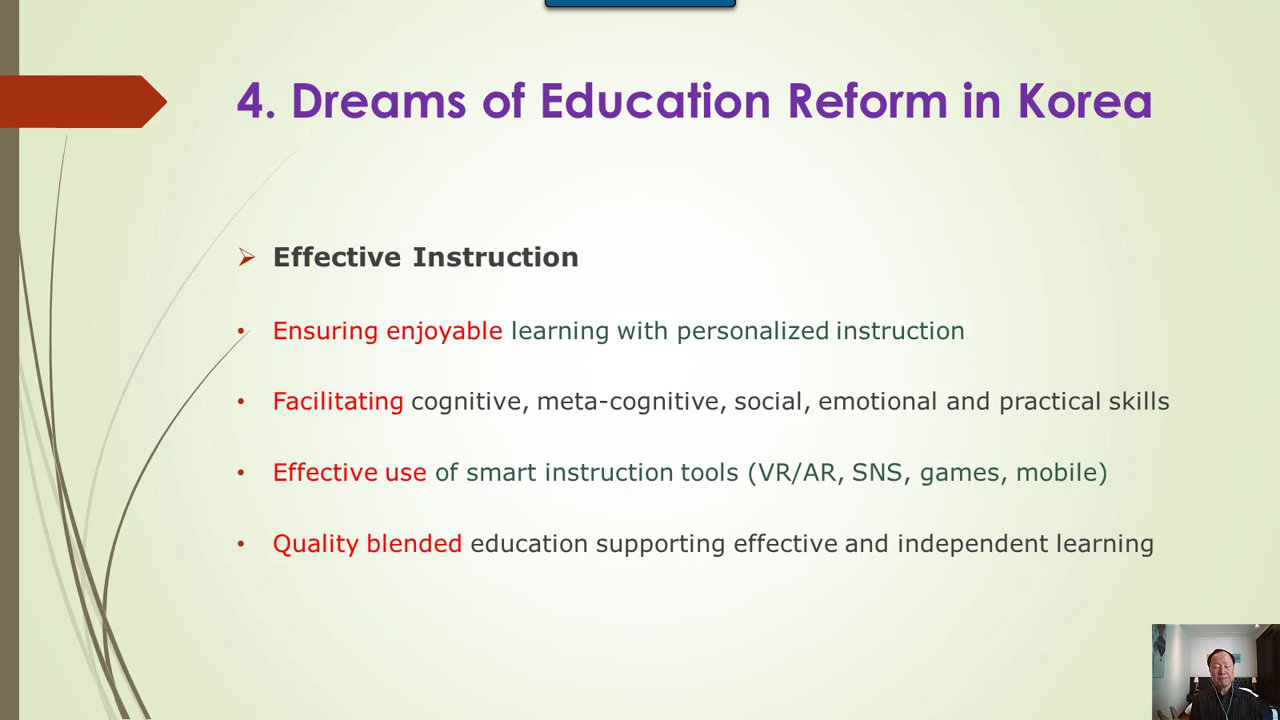 4. Dreams of Education Reform in Korea
Effective Instruction
Ensuring enjoyable learning with personalized instruction
Facilitating cognitive, meta-cognitive, social, emotional and practical skills
Effective use of smart instruction tools (VR/AR, SNS, games, mobile)
Quality blended education supporting effective and independent learning